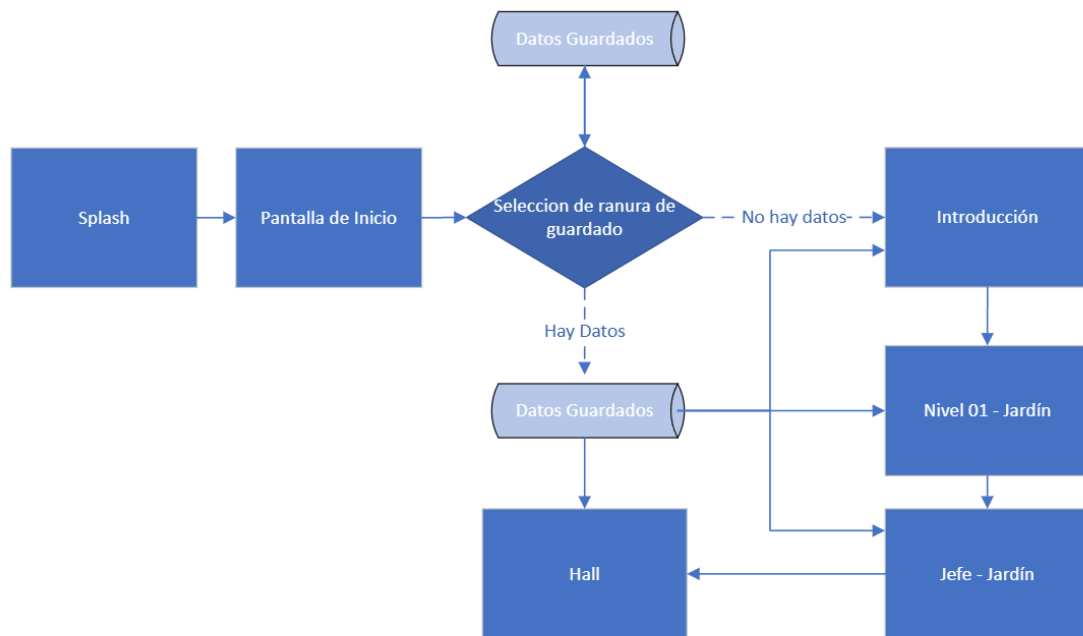 Datos Guardados
Splash
Pantalla de Inicio
Seleccion de ranura de
guardado
No hay datos
Introducción
Hay Datos
Datos Guardados
Nivel 01 - Jardín
Hall
Jefe - Jardín